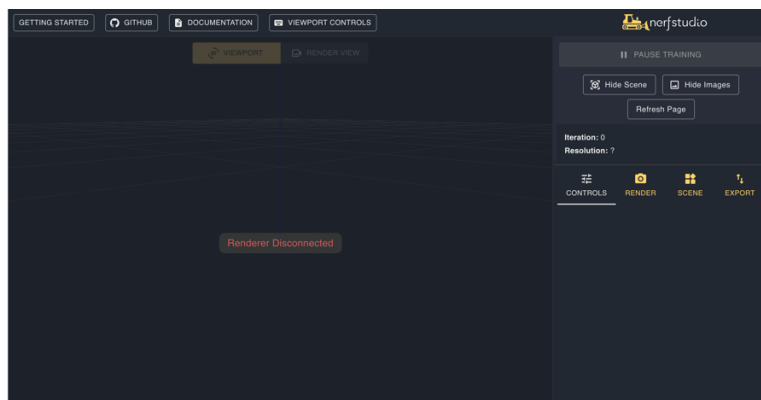 GETTING STARTED GITHUB DOCUMENTATION VIEWPORT CONTROLS nerfstudio
VIEWPORT RENDER VIEW
PAUSE TRAINING
Hide Scene Hide Images
Refresh Page
Iteration: 0
Resolution: ?
CONTROLS RENDER SCENE EXPORT
Renderer Disconnected